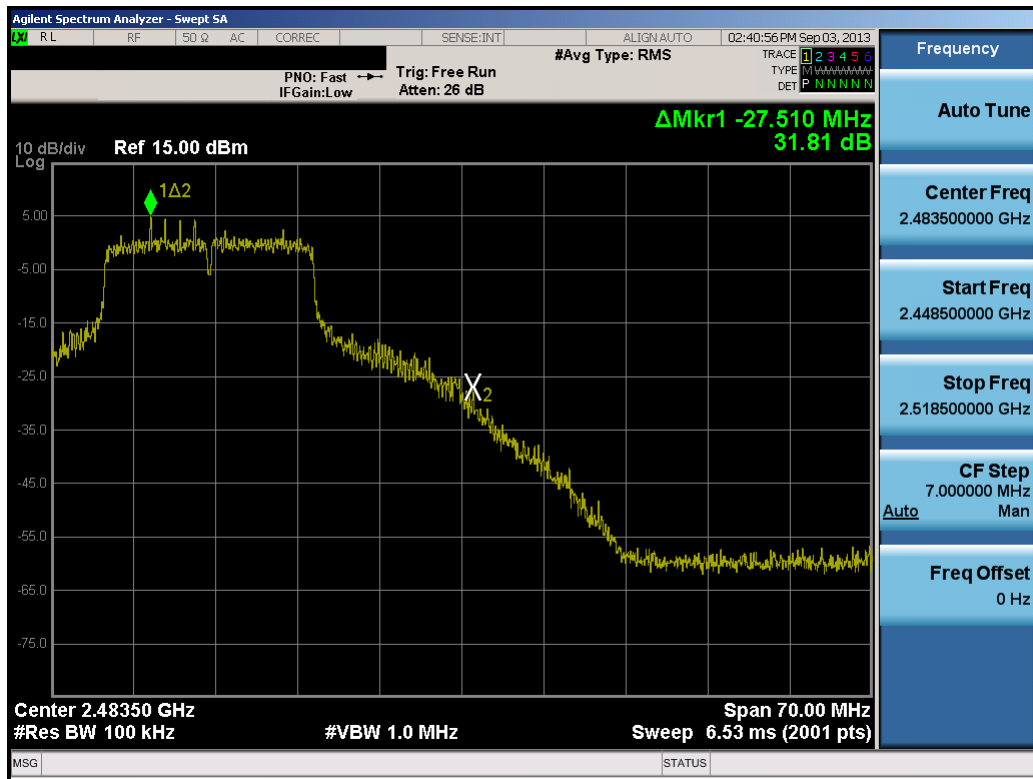 Agilent Spectrum Analyzer - Swept SA
LXI RL RF 50 Ω AC CORREC SENSE:INT ALIGN AUTO 02:40:56 PM Sep 03, 2013
PNO: Fast
IFGain:Low
Trig: Free Run
Atten: 26 dB
#Avg Type: RMS
TRACE 1 2 3 4 5 6
TYPE M WWWWW
DET P N N N N N
ΔMkr1 -27.510 MHz
31.81 dB
10 dB/div Ref 15.00 dBm
Log
1Δ2
5.00
-5.00
-15.0
-25.0
X2
-35.0
-45.0
-55.0
-65.0
-75.0
Center 2.48350 GHz Span 70.00 MHz
#Res BW 100 kHz #VBW 1.0 MHz Sweep 6.53 ms (2001 pts)
MSG STATUS
Frequency
Auto Tune
Center Freq
2.483500000 GHz
Start Freq
2.448500000 GHz
Stop Freq
2.518500000 GHz
CF Step
7.000000 MHz
Auto Man
Freq Offset
0 Hz